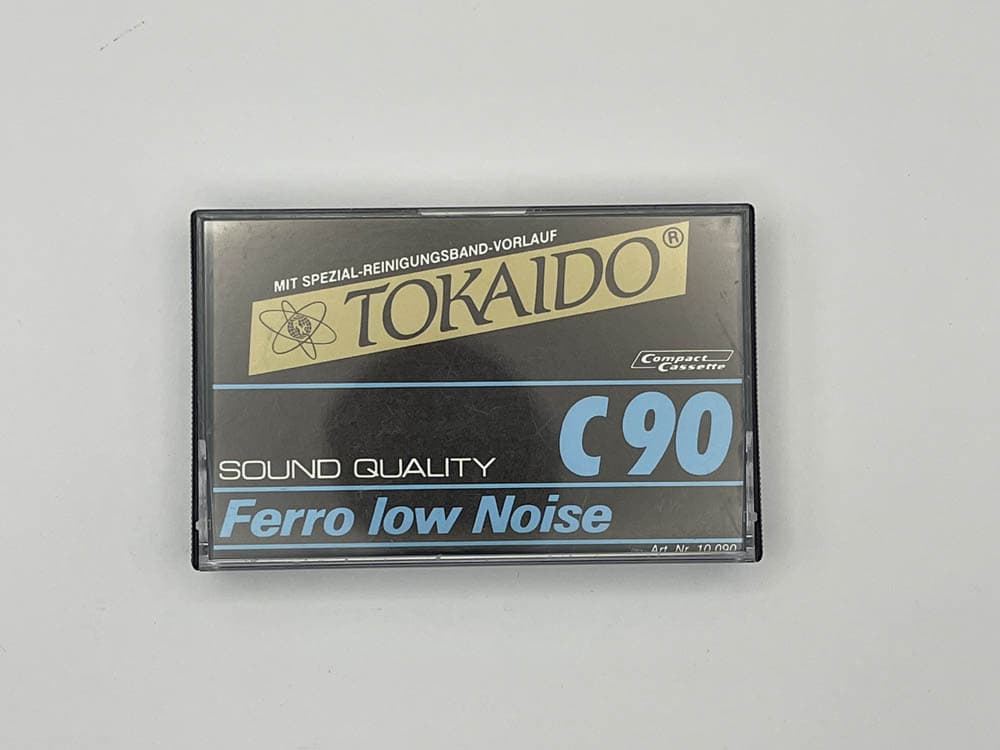 MIT SPEZIAL-REINIGUNGSBAND-VORLAUF
TOKAIDO ®
Compact
Cassette
C 90
SOUND QUALITY
Ferro low Noise
Art. Nr. 10.090